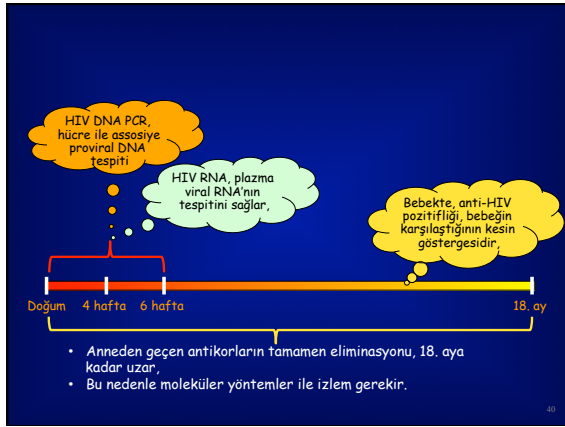 HIV DNA PCR,
hücre ile assosiye
proviral DNA
tespiti
HIV RNA, plazma
viral RNA'nın
tespitini sağlar,
Bebekte, anti-HIV
pozitifliği, bebeğin
karşılaştığının kesin
göstergesidir,
Doğum 4 hafta 6 hafta 18. ay
• Anneden geçen antikorların tamamen eliminasyonu, 18. aya
kadar uzar,
• Bu nedenle moleküler yöntemler ile izlem gerekir.
40